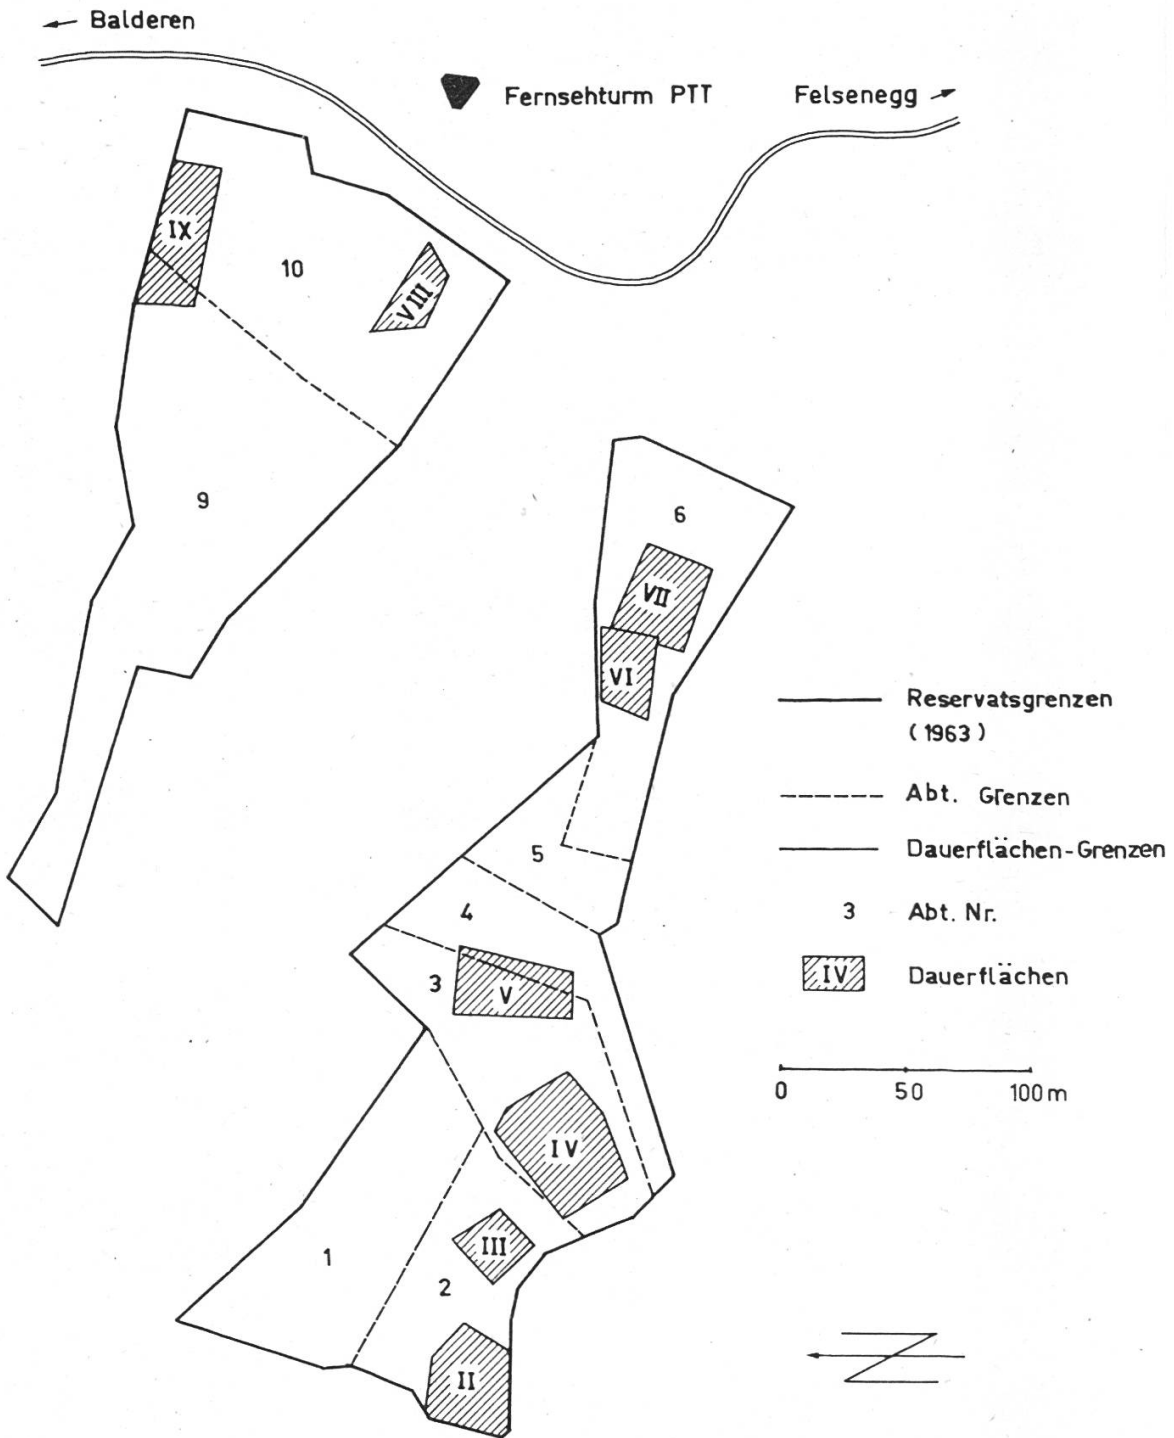 ← Balderen
Fernsehturm PTT
Felsenegg →
IX
10
VIII
9
6
VII
VI
Reservatsgrenzen
(1963)
Abt. Grenzen
5
Dauerflächen-Grenzen
4
3 Abt. Nr.
3
V
IV Dauerflächen
0 50 100 m
IV
1
III
2
II
N